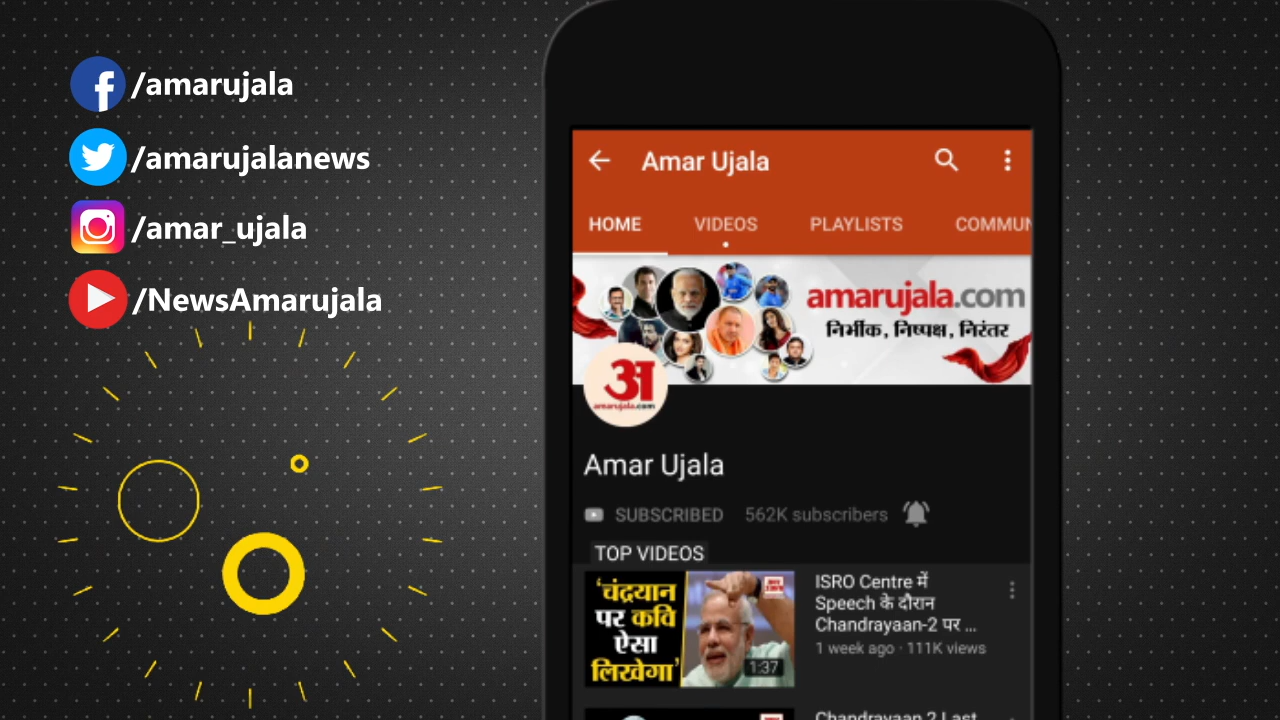 /amarujala
/amarujalanews
/amar_ujala
/NewsAmarujala
Amar Ujala
HOME VIDEOS PLAYLISTS COMMUN
amarujala.com
निर्भीक, निष्पक्ष, निरंतर
अ
amarujala.com
Amar Ujala
SUBSCRIBED 562K subscribers
TOP VIDEOS
'चंद्रयान
पर कवि
ऐसा
लिखेगा'
1:37
ISRO Centre में
Speech के दौरान
Chandrayaan-2 पर ...
1 week ago · 111K views
Chandrayaan 2 Last